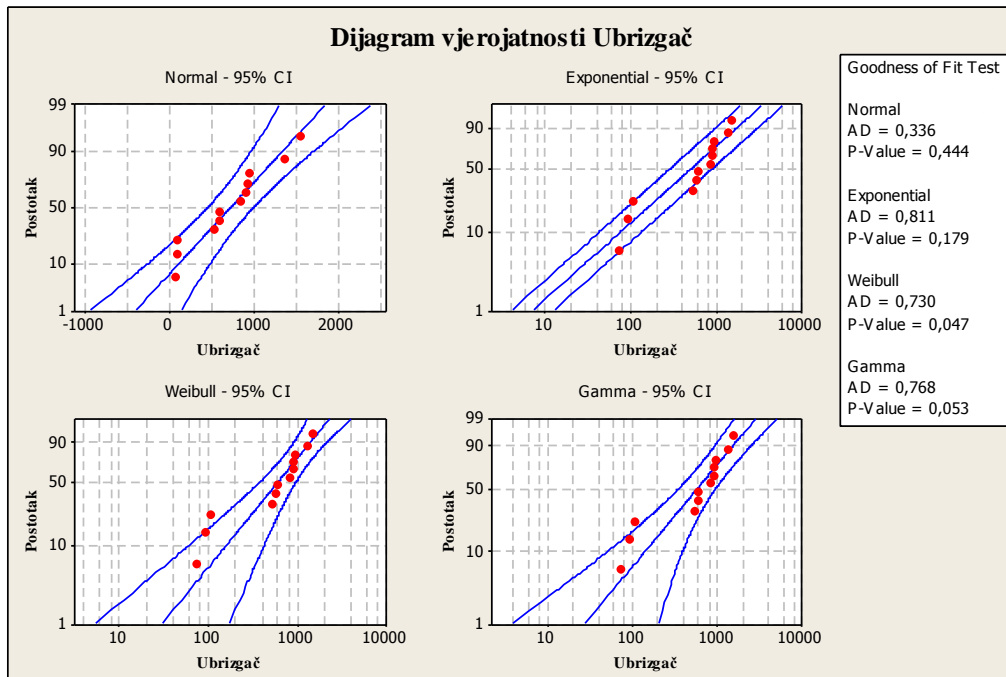 Dijagram vjerojatnosti Ubrizgač
Normal - 95% CI
99
90
50
10
1
Postotak
-1000 0 1000 2000
Ubrizgač
Exponential - 95% CI
90
50
10
1
Postotak
10 100 1000 10000
Ubrizgač
Weibull - 95% CI
90
50
10
1
Postotak
10 100 1000 10000
Ubrizgač
Gamma - 95% CI
99
90
50
10
1
Postotak
10 100 1000 10000
Ubrizgač
Goodness of Fit Test
Normal
AD = 0,336
P-Value = 0,444
Exponential
AD = 0,811
P-Value = 0,179
Weibull
AD = 0,730
P-Value = 0,047
Gamma
AD = 0,768
P-Value = 0,053